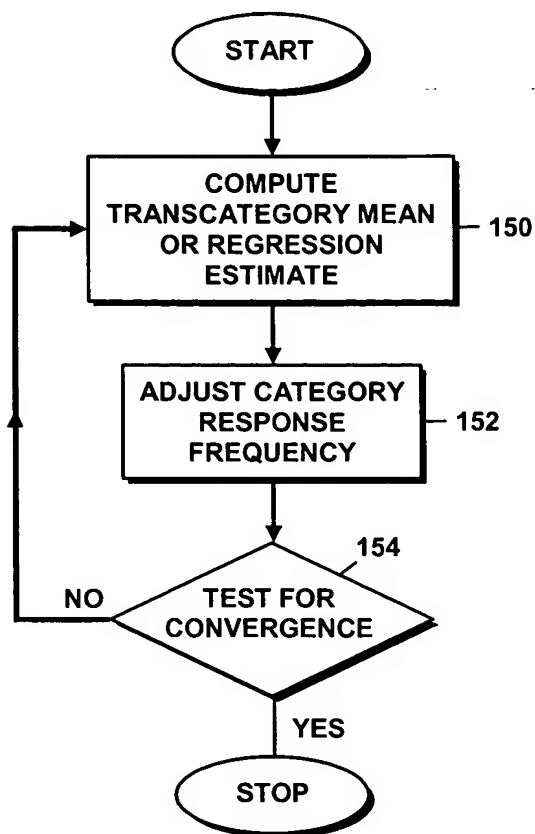 START
COMPUTE
TRANSCATEGORY MEAN
OR REGRESSION
ESTIMATE
150
ADJUST CATEGORY
RESPONSE
FREQUENCY
152
154
TEST FOR
CONVERGENCE
NO
YES
STOP